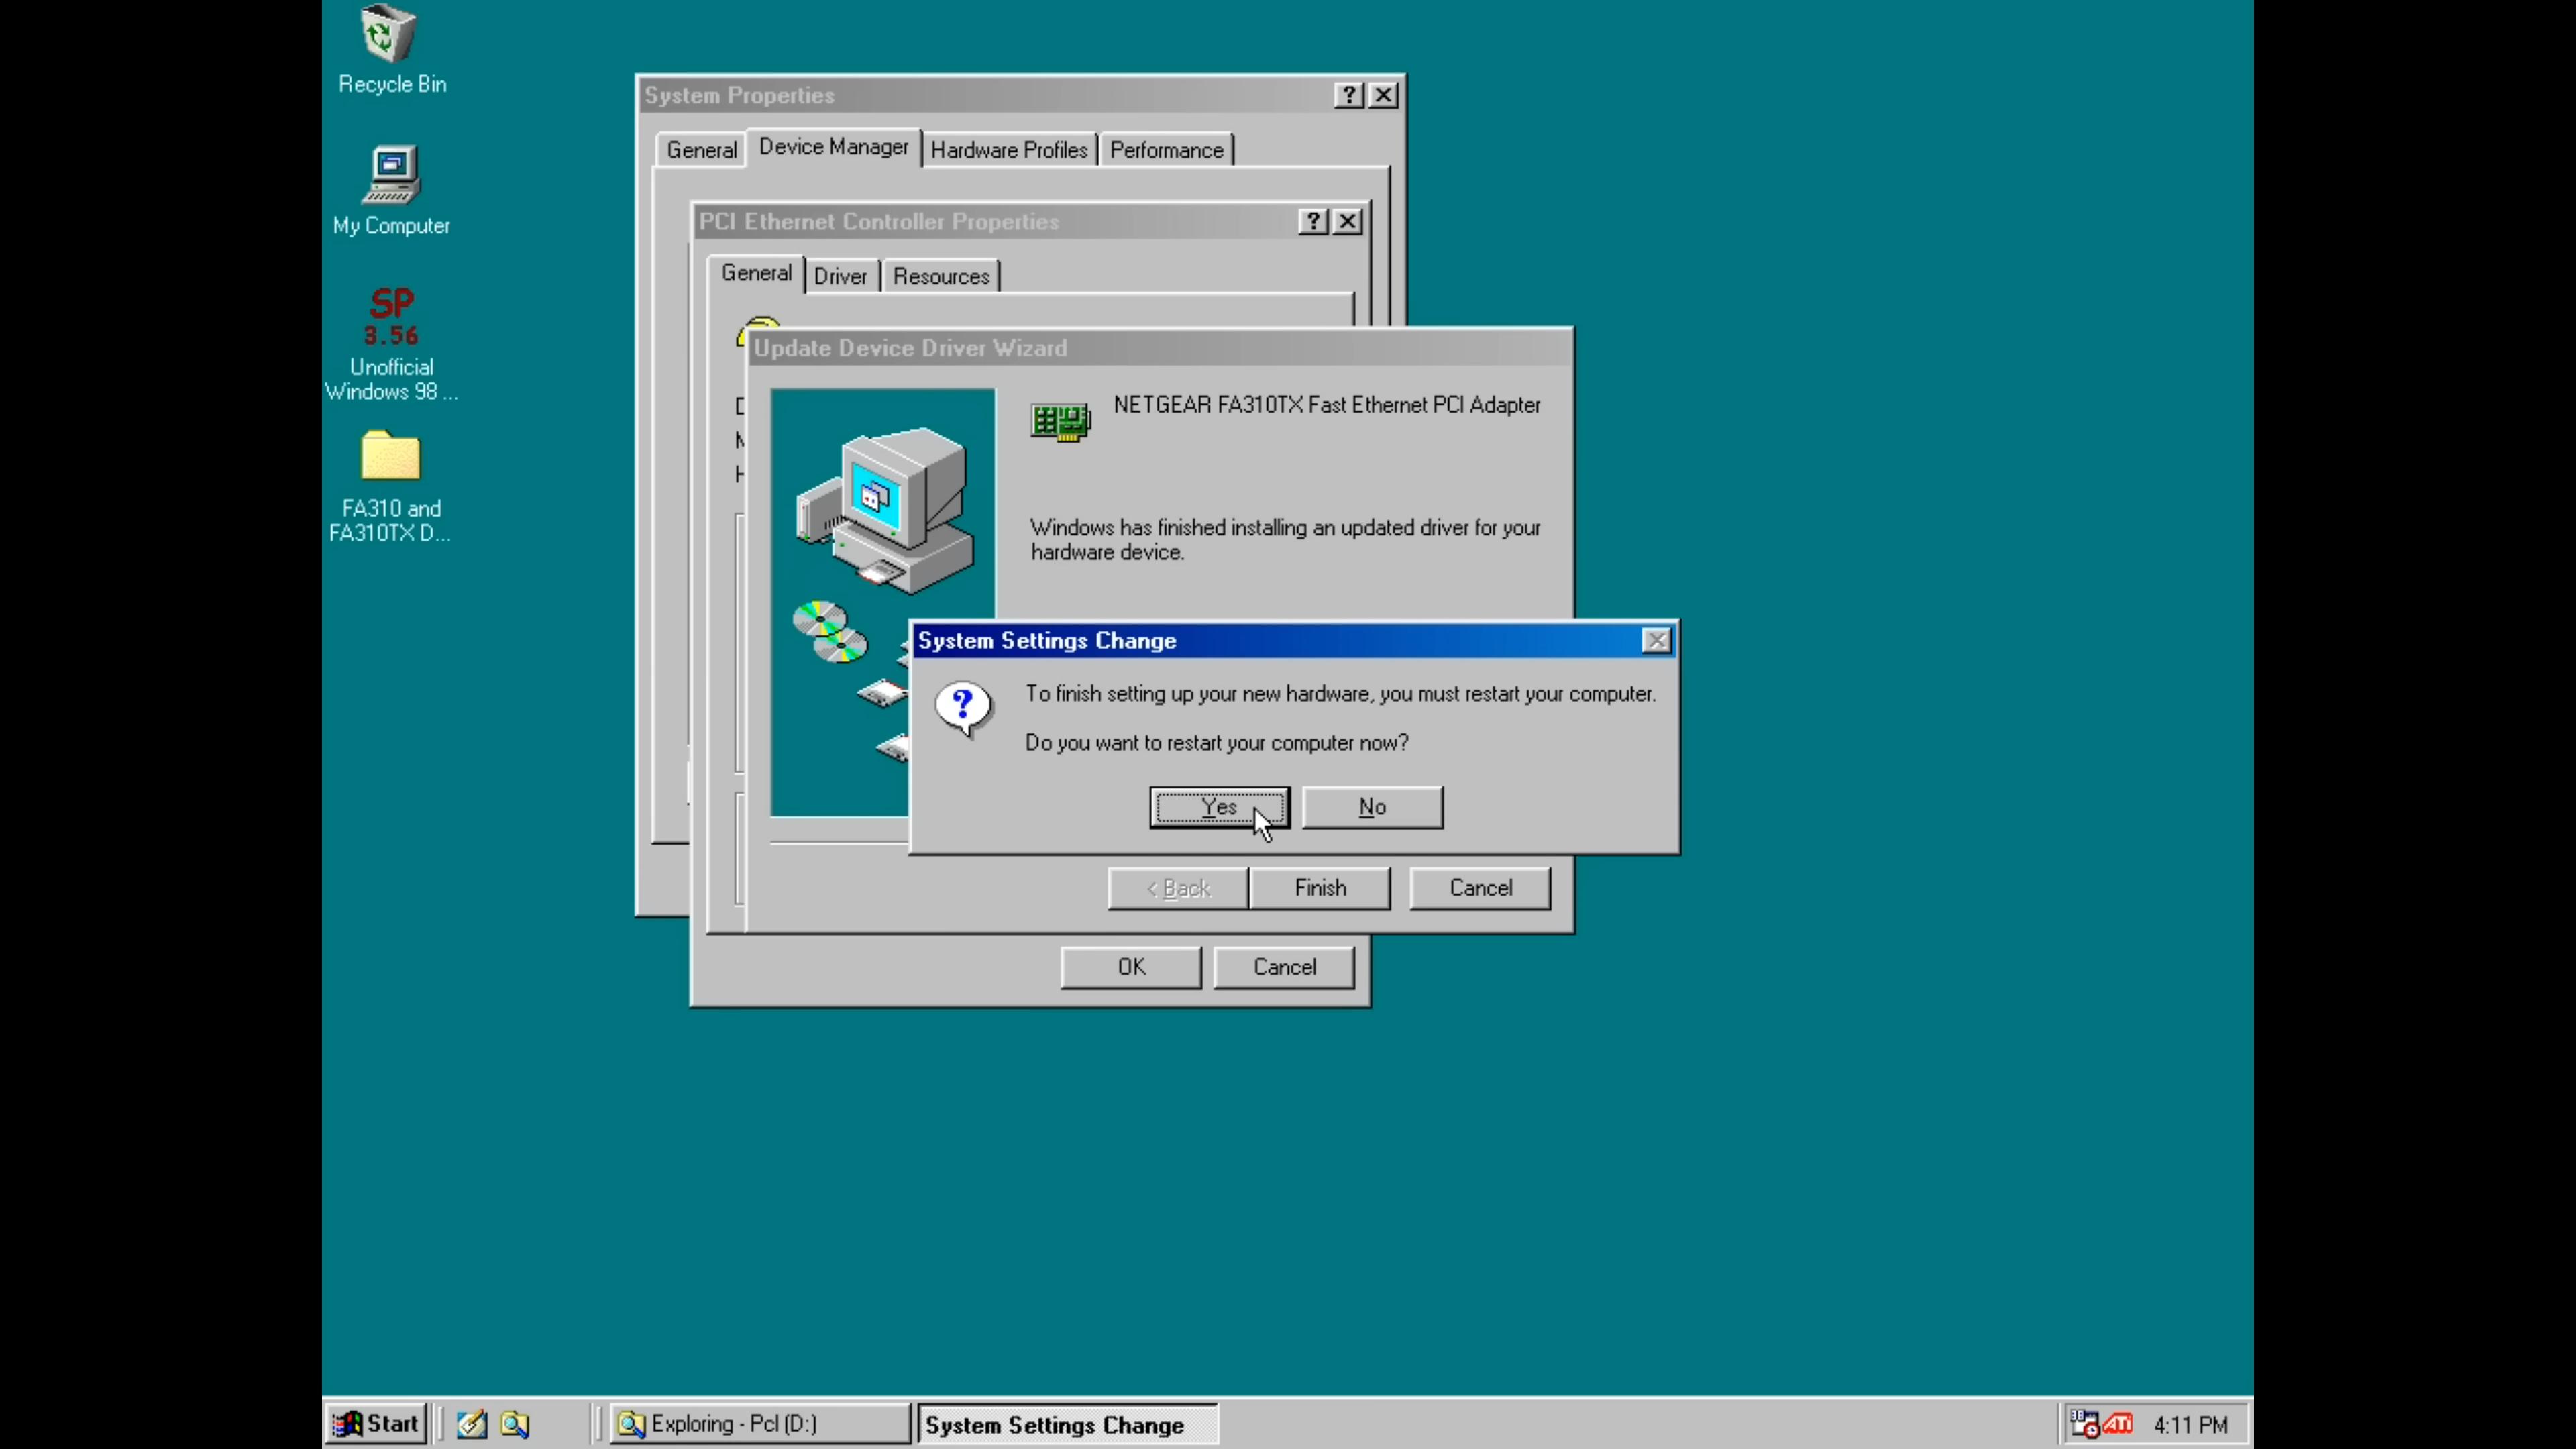 Recycle Bin
My Computer
SP
3.56
Unofficial
Windows 98 ...
FA310 and
FA310TX D...
System Properties
General
Device Manager
Hardware Profiles
Performance
PCI Ethernet Controller Properties
General
Driver
Resources
Update Device Driver Wizard
NETGEAR FA310TX Fast Ethernet PCI Adapter
Windows has finished installing an updated driver for your
hardware device.
System Settings Change
To finish setting up your new hardware, you must restart your computer.
Do you want to restart your computer now?
Yes
No
< Back
Finish
Cancel
OK
Cancel
Start
Exploring - Pcl (D:)
System Settings Change
ATI
4:11 PM